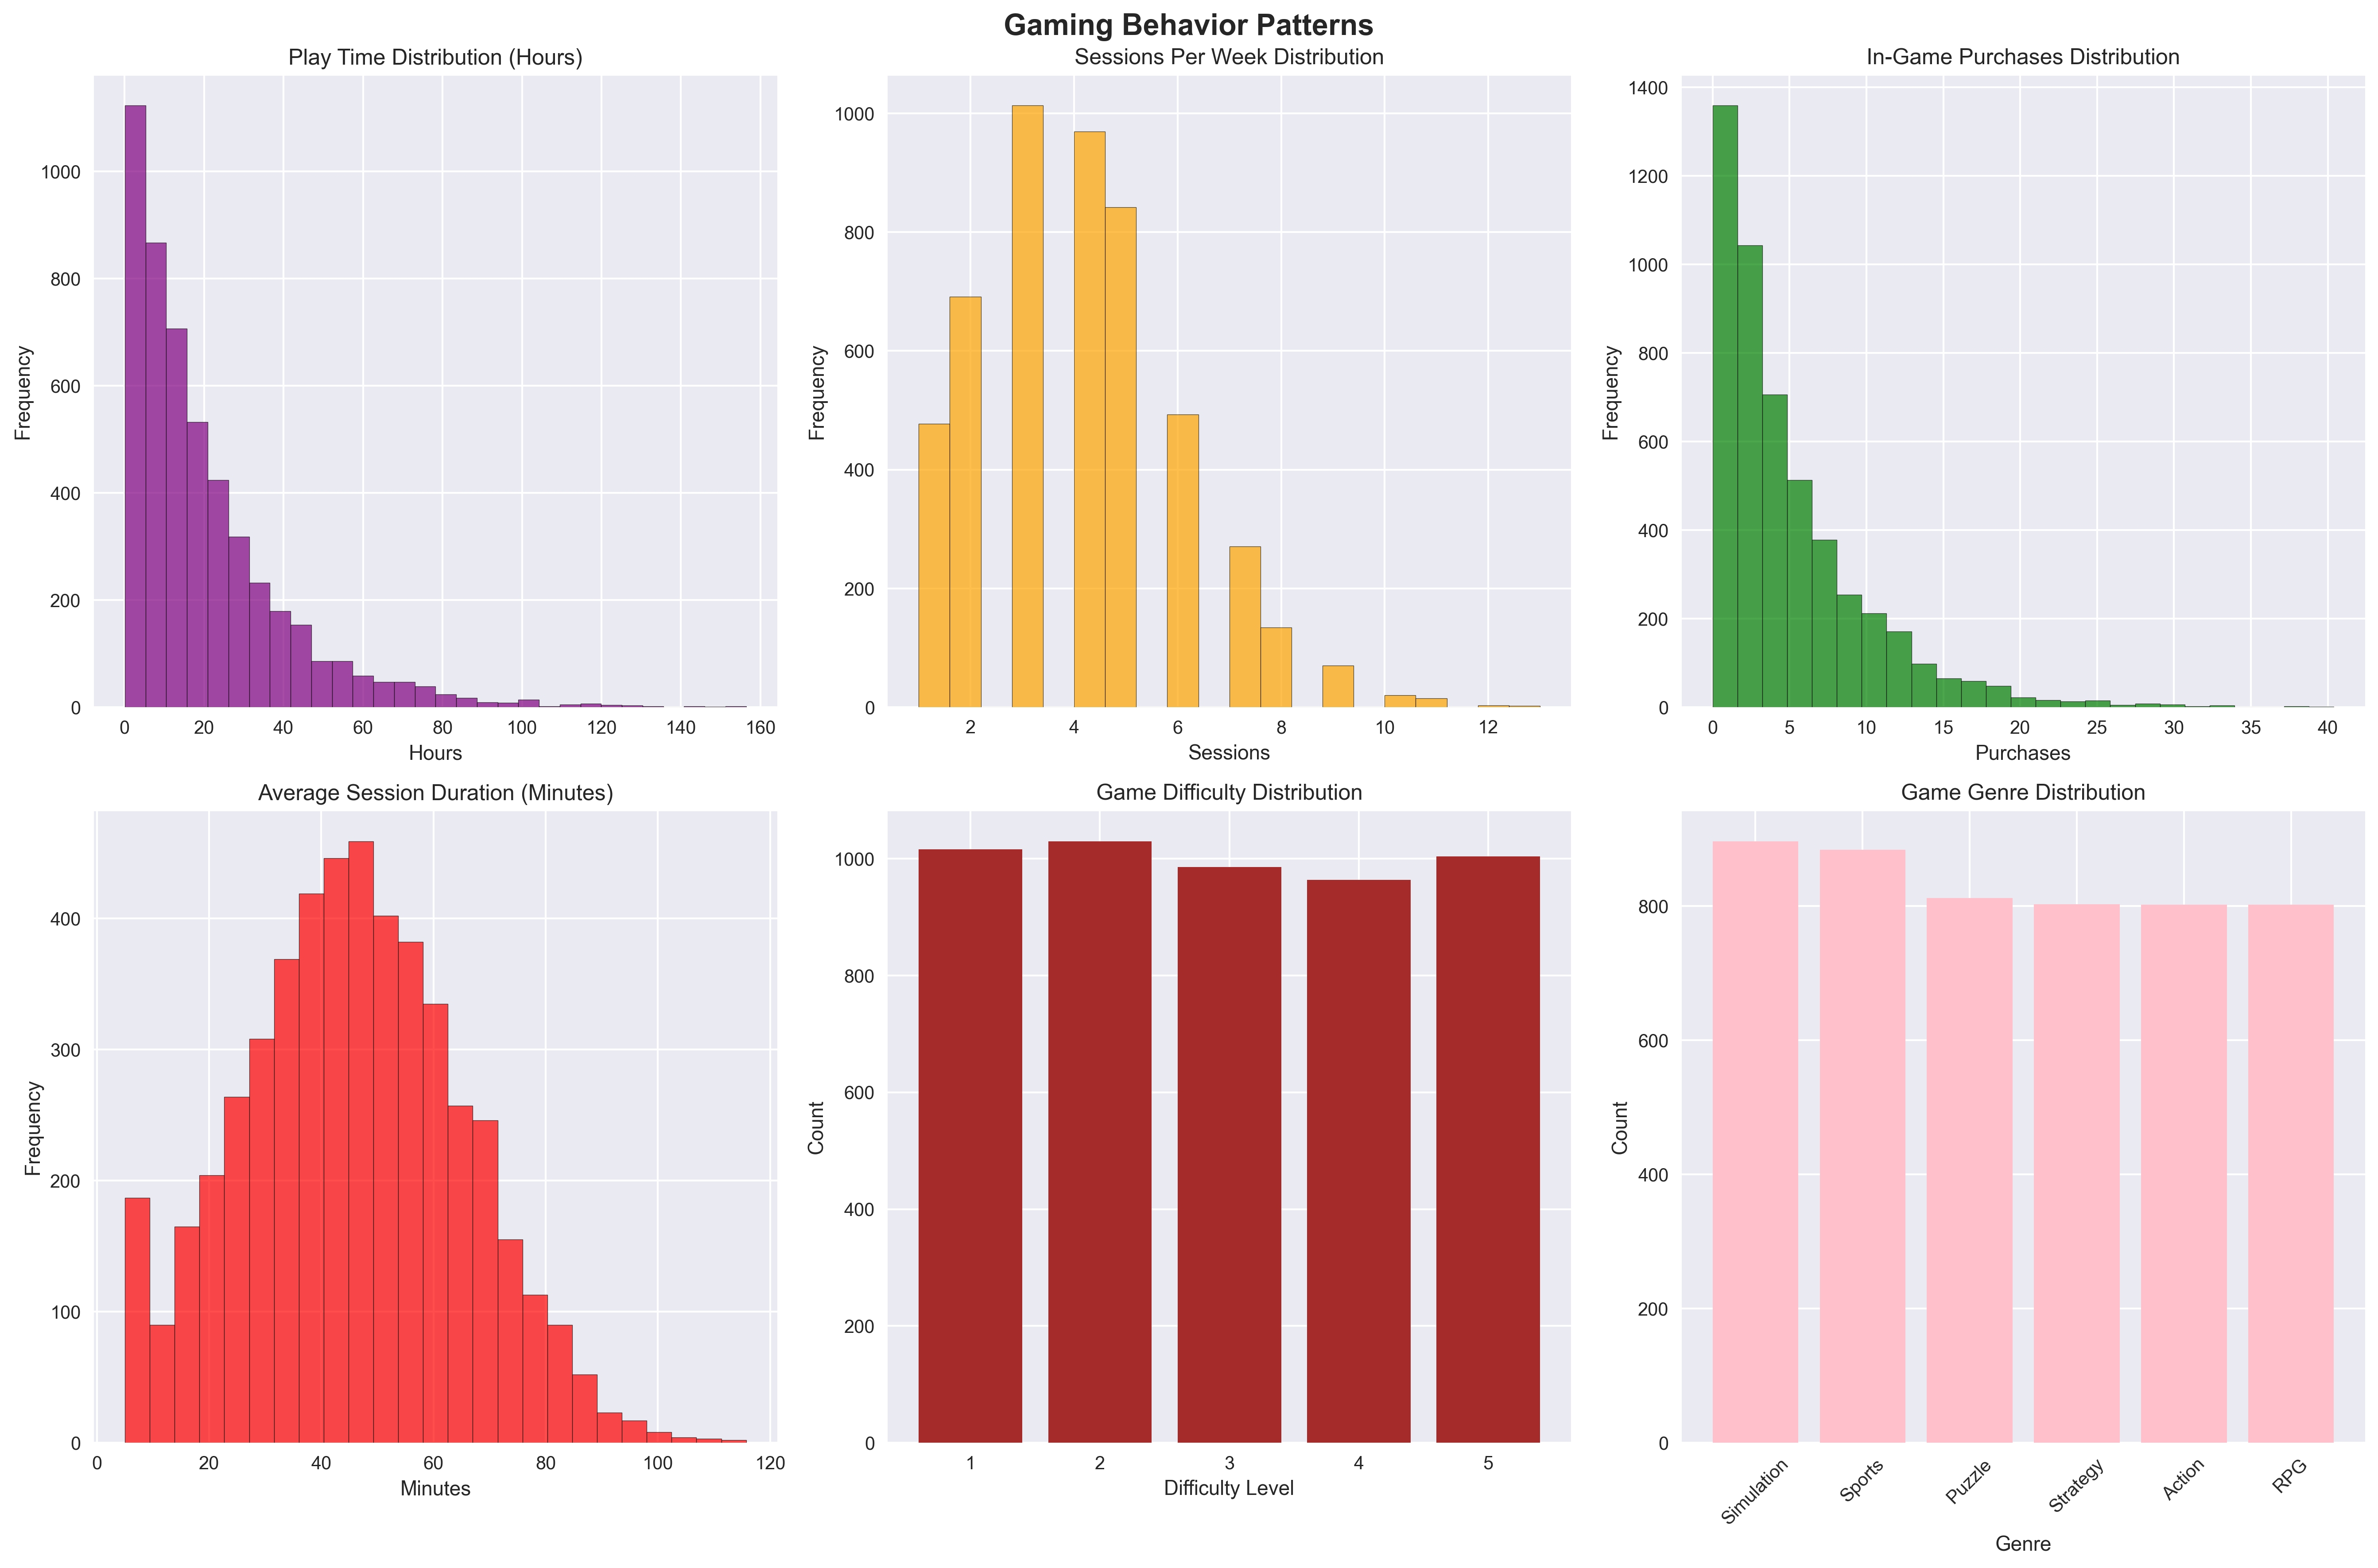 Gaming Behavior Patterns
Play Time Distribution (Hours)
Frequency
1000
800
600
400
200
0
0 20 40 60 80 100 120 140 160
Hours
Sessions Per Week Distribution
Frequency
1000
800
600
400
200
0
2 4 6 8 10 12
Sessions
In-Game Purchases Distribution
Frequency
1400
1200
1000
800
600
400
200
0
0 5 10 15 20 25 30 35 40
Purchases
Average Session Duration (Minutes)
Frequency
400
300
200
100
0
0 20 40 60 80 100 120
Minutes
Game Difficulty Distribution
Count
1000
800
600
400
200
0
1 2 3 4 5
Difficulty Level
Game Genre Distribution
Count
800
600
400
200
0
Simulation Sports Puzzle Strategy Action RPG
Genre